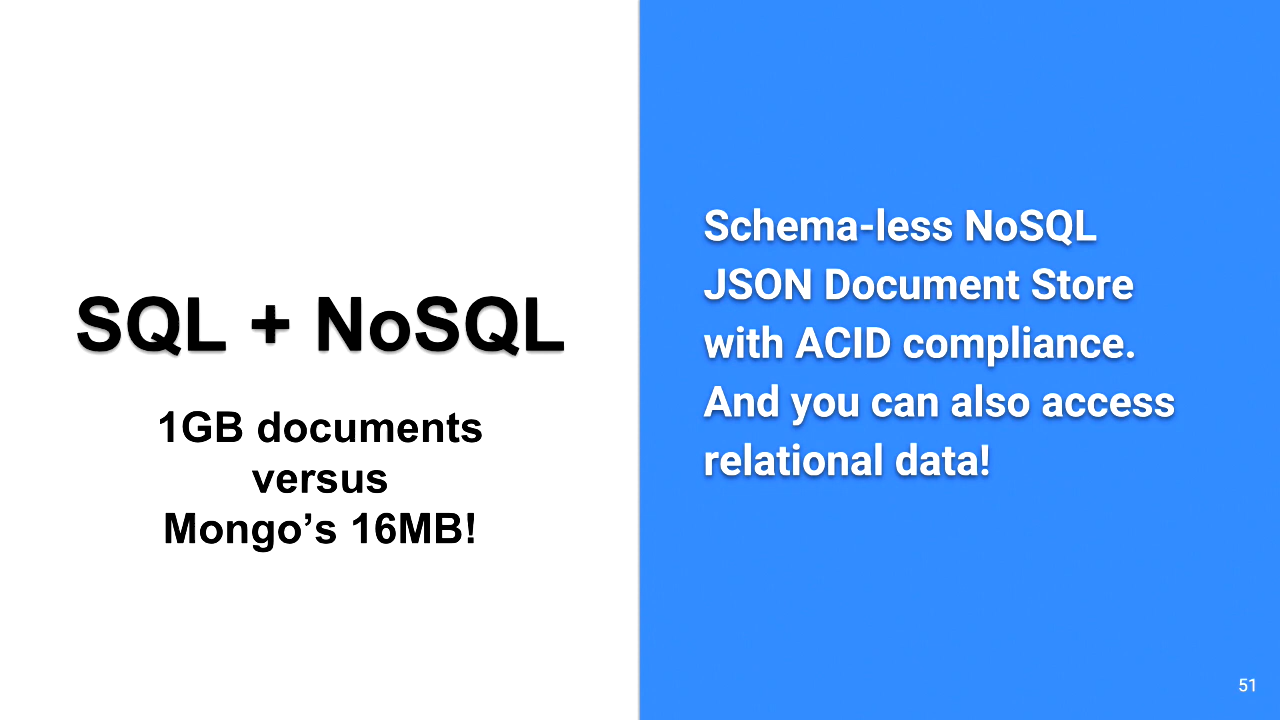 SQL + NoSQL
1GB documents
versus
Mongo’s 16MB!
Schema-less NoSQL
JSON Document Store
with ACID compliance.
And you can also access
relational data!
51